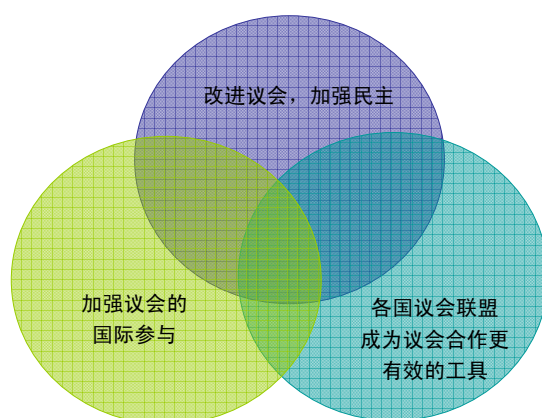 改进议会，加强民主
加强议会的
国际参与
各国议会联盟
成为议会合作更
有效的工具